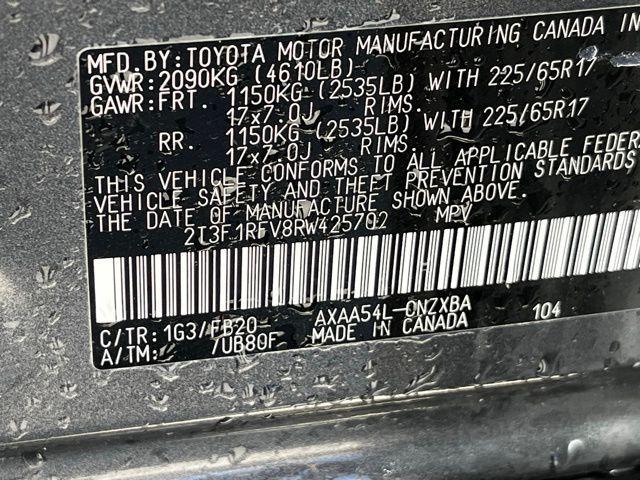 MFD.BY:TOYOTA MOTOR MANUFACTURING CANADA IN
GVWR:2090KG (4610LB)
GAWR:FRT. 1150KG (2535LB) WITH 225/65R17
17x7.0J RIMS.
RR. 1150KG (2535LB) WITH 225/65R17
17x7.0J RIMS.
THIS VEHICLE CONFORMS TO ALL APPLICABLE FEDER
VEHICLE SAFETY AND THEFT PREVENTION STANDARDS
THE DATE OF MANUFACTURE SHOWN ABOVE.
2T3F1RFV8RW425702 MPV
C/TR:1G3/FB20- AXAA54L-ANZXBA 104
A/TM: /UB80F MADE IN CANADA